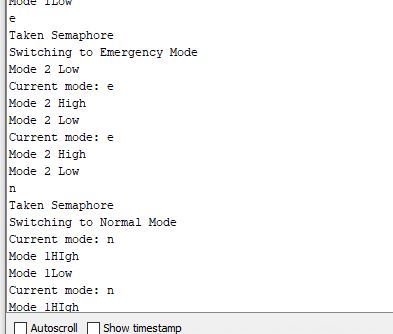 Mode 1Low
e
Taken Semaphore
Switching to Emergency Mode
Mode 2 Low
Current mode: e
Mode 2 High
Mode 2 Low
Current mode: e
Mode 2 High
Mode 2 Low
n
Taken Semaphore
Switching to Normal Mode
Current mode: n
Mode 1HIgh
Mode 1Low
Current mode: n
Mode 1HIgh
Autoscroll Show timestamp